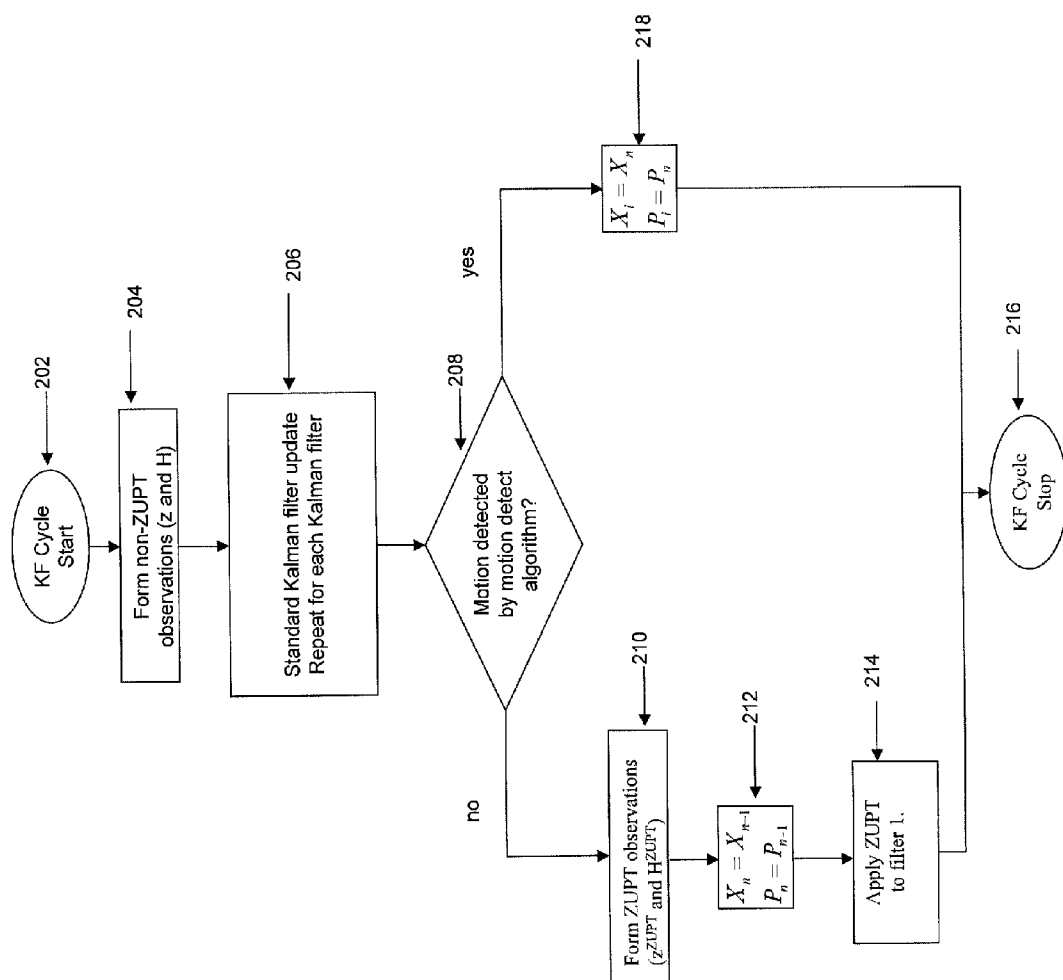 202
KF Cycle
Start
204
Form non-ZUPT
observations (z and H)
206
Standard Kalman filter update
Repeat for each Kalman filter
208
Motion detected
by motion detect
algorithm?
no
yes
210
Form ZUPT observations
(z^ZUPT and H^ZUPT)
212
X_n = X_{n-1}
P_n = P_{n-1}
214
Apply ZUPT
to filter 1.
218
X_i = X_n
P_i = P_n
216
KF Cycle
Stop